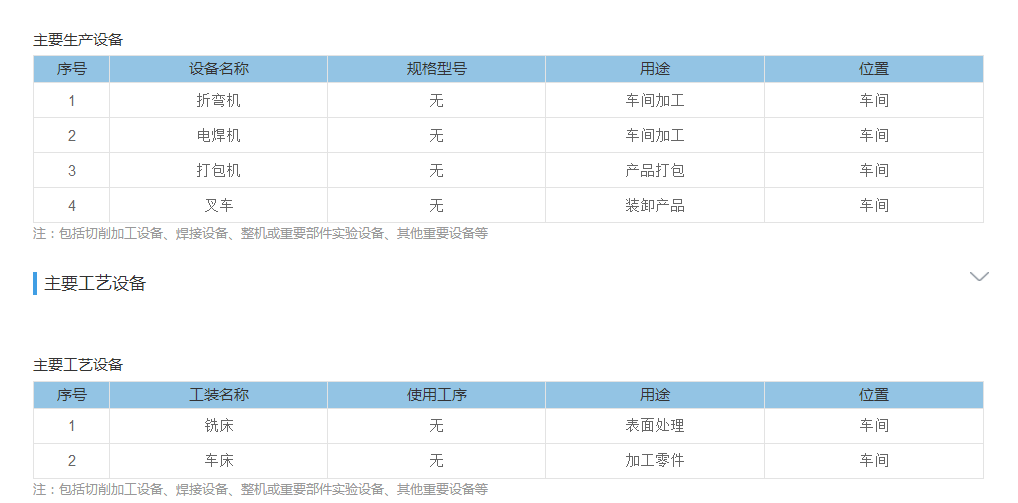 主要生产设备
序号 设备名称 规格型号 用途 位置
1 折弯机 无 车间加工 车间
2 电焊机 无 车间加工 车间
3 打包机 无 产品打包 车间
4 叉车 无 装卸产品 车间
注：包括切削加工设备、焊接设备、整机或重要部件实验设备、其他重要设备等
主要工艺设备
主要工艺设备
序号 工装名称 使用工序 用途 位置
1 铣床 无 表面处理 车间
2 车床 无 加工零件 车间
注：包括切削加工设备、焊接设备、整机或重要部件实验设备、其他重要设备等